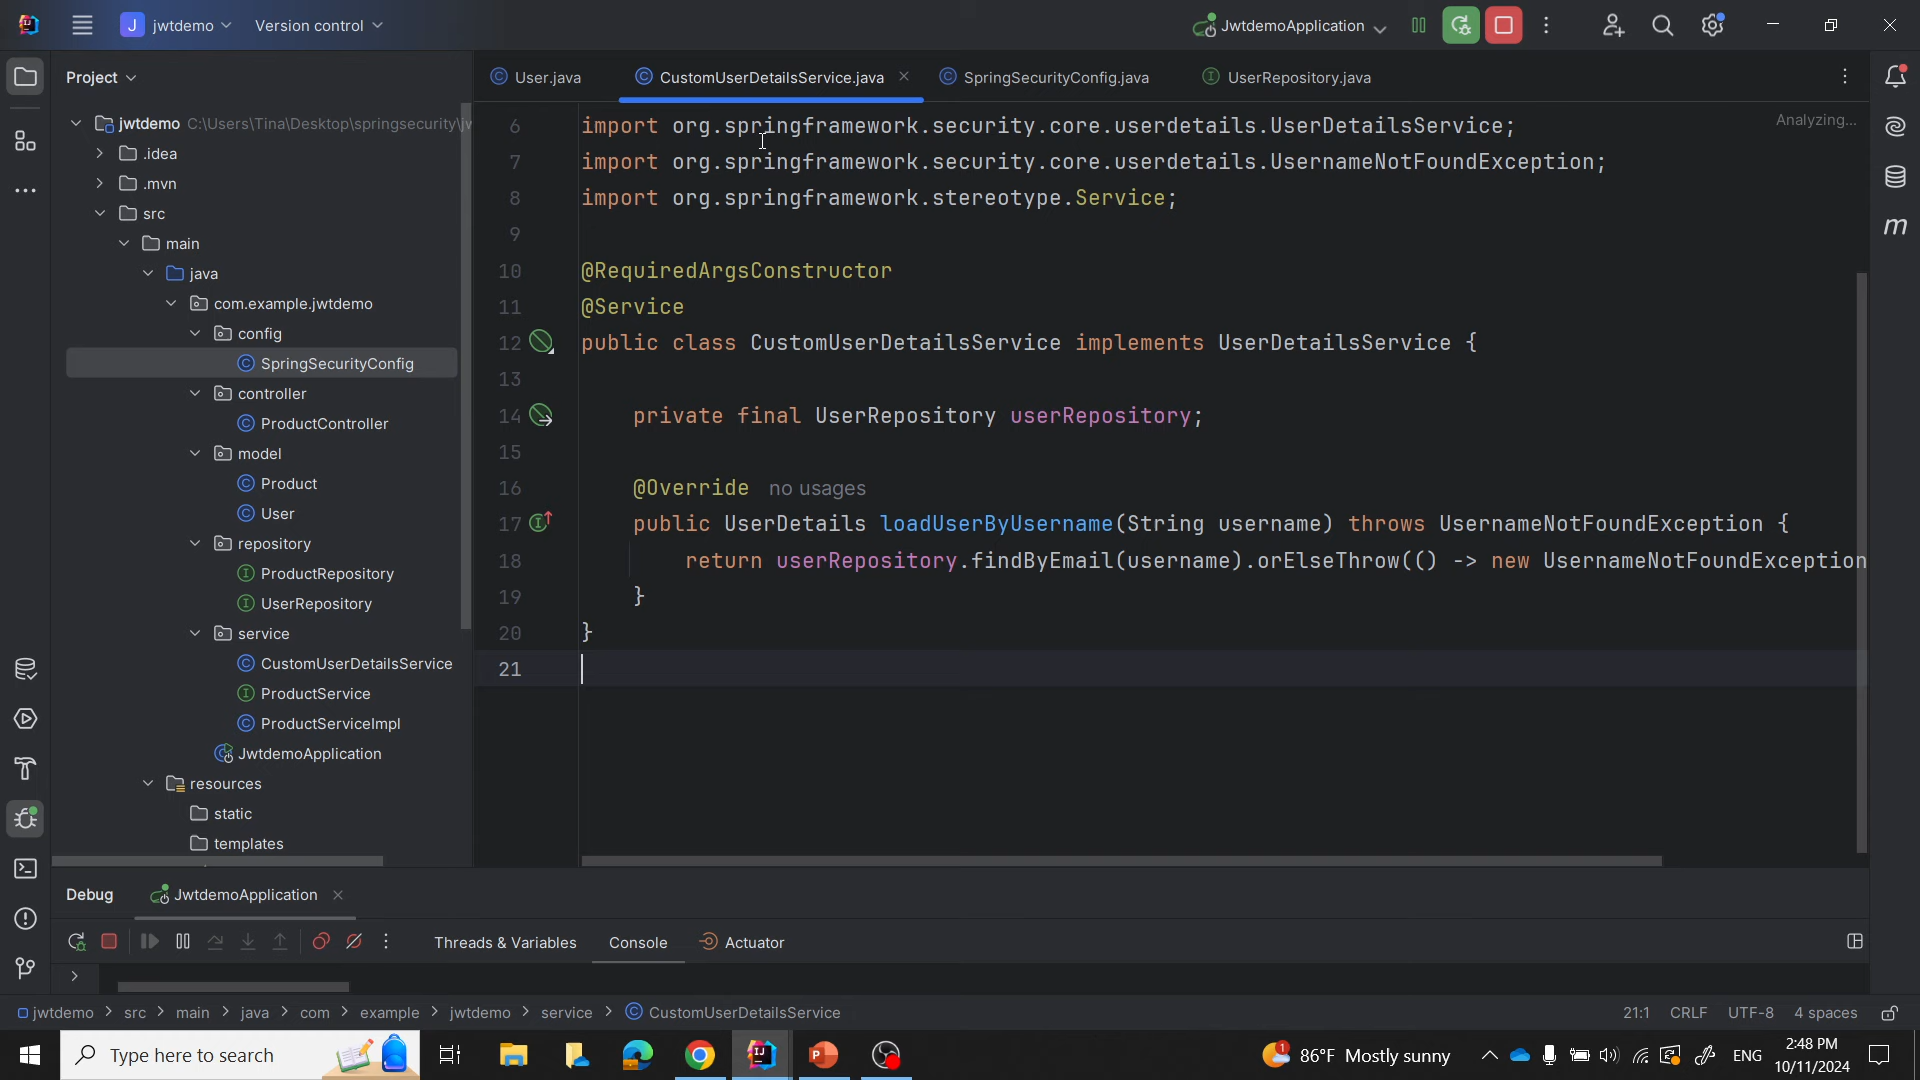 J jwtdemo Version control JwtdemoApplication
Project
User.java CustomUserDetailsService.java SpringSecurityConfig.java UserRepository.java
jwtdemo C:\Users\Tina\Desktop\springsecurity\jw
.idea
.mvn
src
main
java
com.example.jwtdemo
config
SpringSecurityConfig
controller
ProductController
model
Product
User
repository
ProductRepository
UserRepository
service
CustomUserDetailsService
ProductService
ProductServiceImpl
JwtdemoApplication
resources
static
templates
Analyzing...
6 import org.springframework.security.core.userdetails.UserDetailsService;
7 import org.springframework.security.core.userdetails.UsernameNotFoundException;
8 import org.springframework.stereotype.Service;
9
10 @RequiredArgsConstructor
11 @Service
12 public class CustomUserDetailsService implements UserDetailsService {
13
14 private final UserRepository userRepository;
15
16 @Override no usages
17 public UserDetails loadUserByUsername(String username) throws UsernameNotFoundException {
18 return userRepository.findByEmail(username).orElseThrow(() -> new UsernameNotFoundException
19 }
20 }
21
m
Debug JwtdemoApplication
Threads & Variables Console Actuator
jwtdemo > src > main > java > com > example > jwtdemo > service > CustomUserDetailsService 21:1 CRLF UTF-8 4 spaces
Type here to search 1 86°F Mostly sunny ENG 2:48 PM
10/11/2024